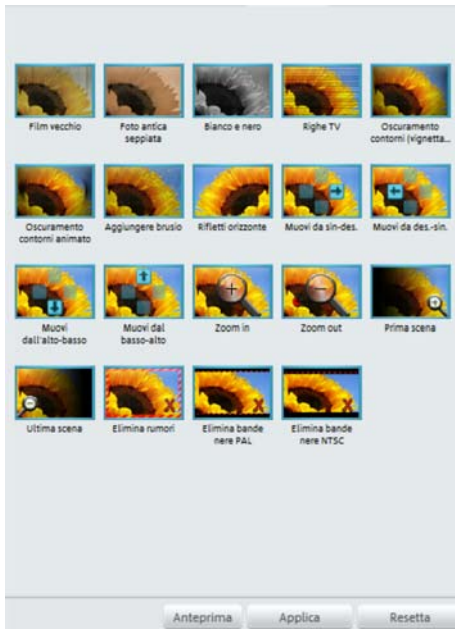 Film vecchio
Foto antica
seppiata
Bianco e nero
Righe TV
Oscuramento
contorni (vignetta...
Oscuramento
contorni animato
Aggiungere brusio
Rifletti orizzonte
Muovi da sin-des.
Muovi da des.-sin.
Muovi
dall'alto-basso
Muovi dal
basso-alto
Zoom in
Zoom out
Prima scena
Ultima scena
Elimina rumori
Elimina bande
nere PAL
Elimina bande
nere NTSC
Anteprima
Applica
Resetta